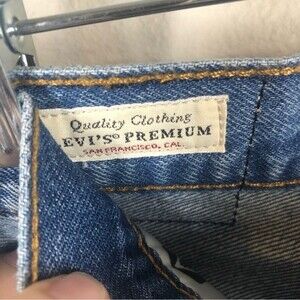 Quality Clothing
EVI'S® PREMIUM
SAN FRANCISCO, CAL.